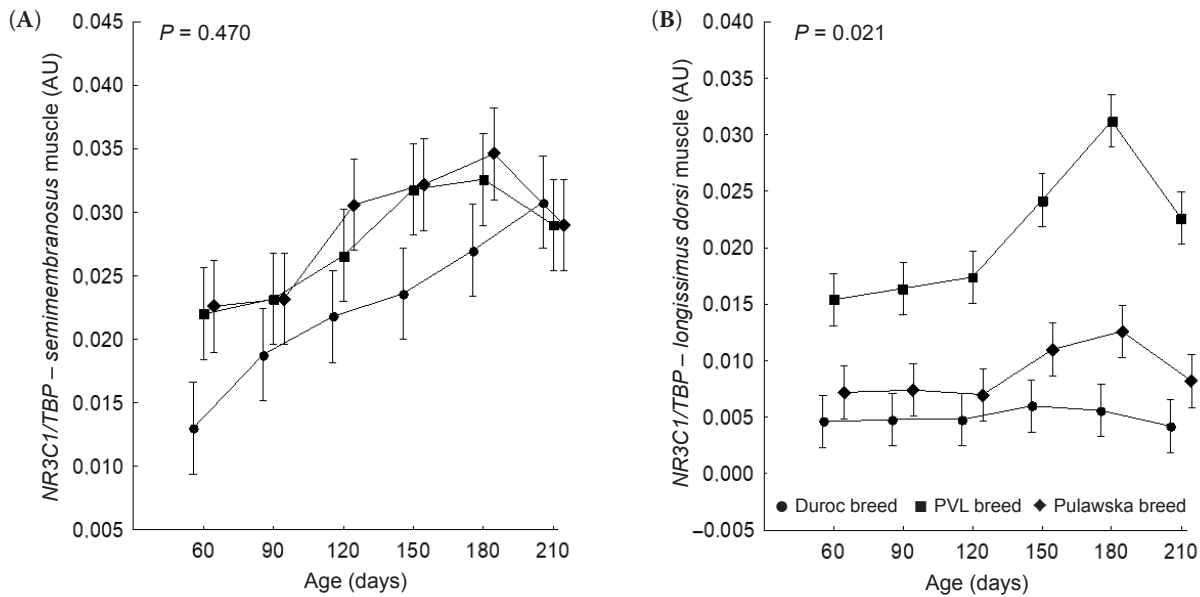 (A)
P = 0.470
NR3C1/TBP – semimembranosus muscle (AU)
0.045
0.040
0.035
0.030
0.025
0.020
0.015
0.010
0.005
60 90 120 150 180 210
Age (days)
(B)
P = 0.021
NR3C1/TBP – longissimus dorsi muscle (AU)
0.040
0.035
0.030
0.025
0.020
0.015
0.010
0.005
0.000
–0.005
Duroc breed PVL breed Pulawska breed
60 90 120 150 180 210
Age (days)